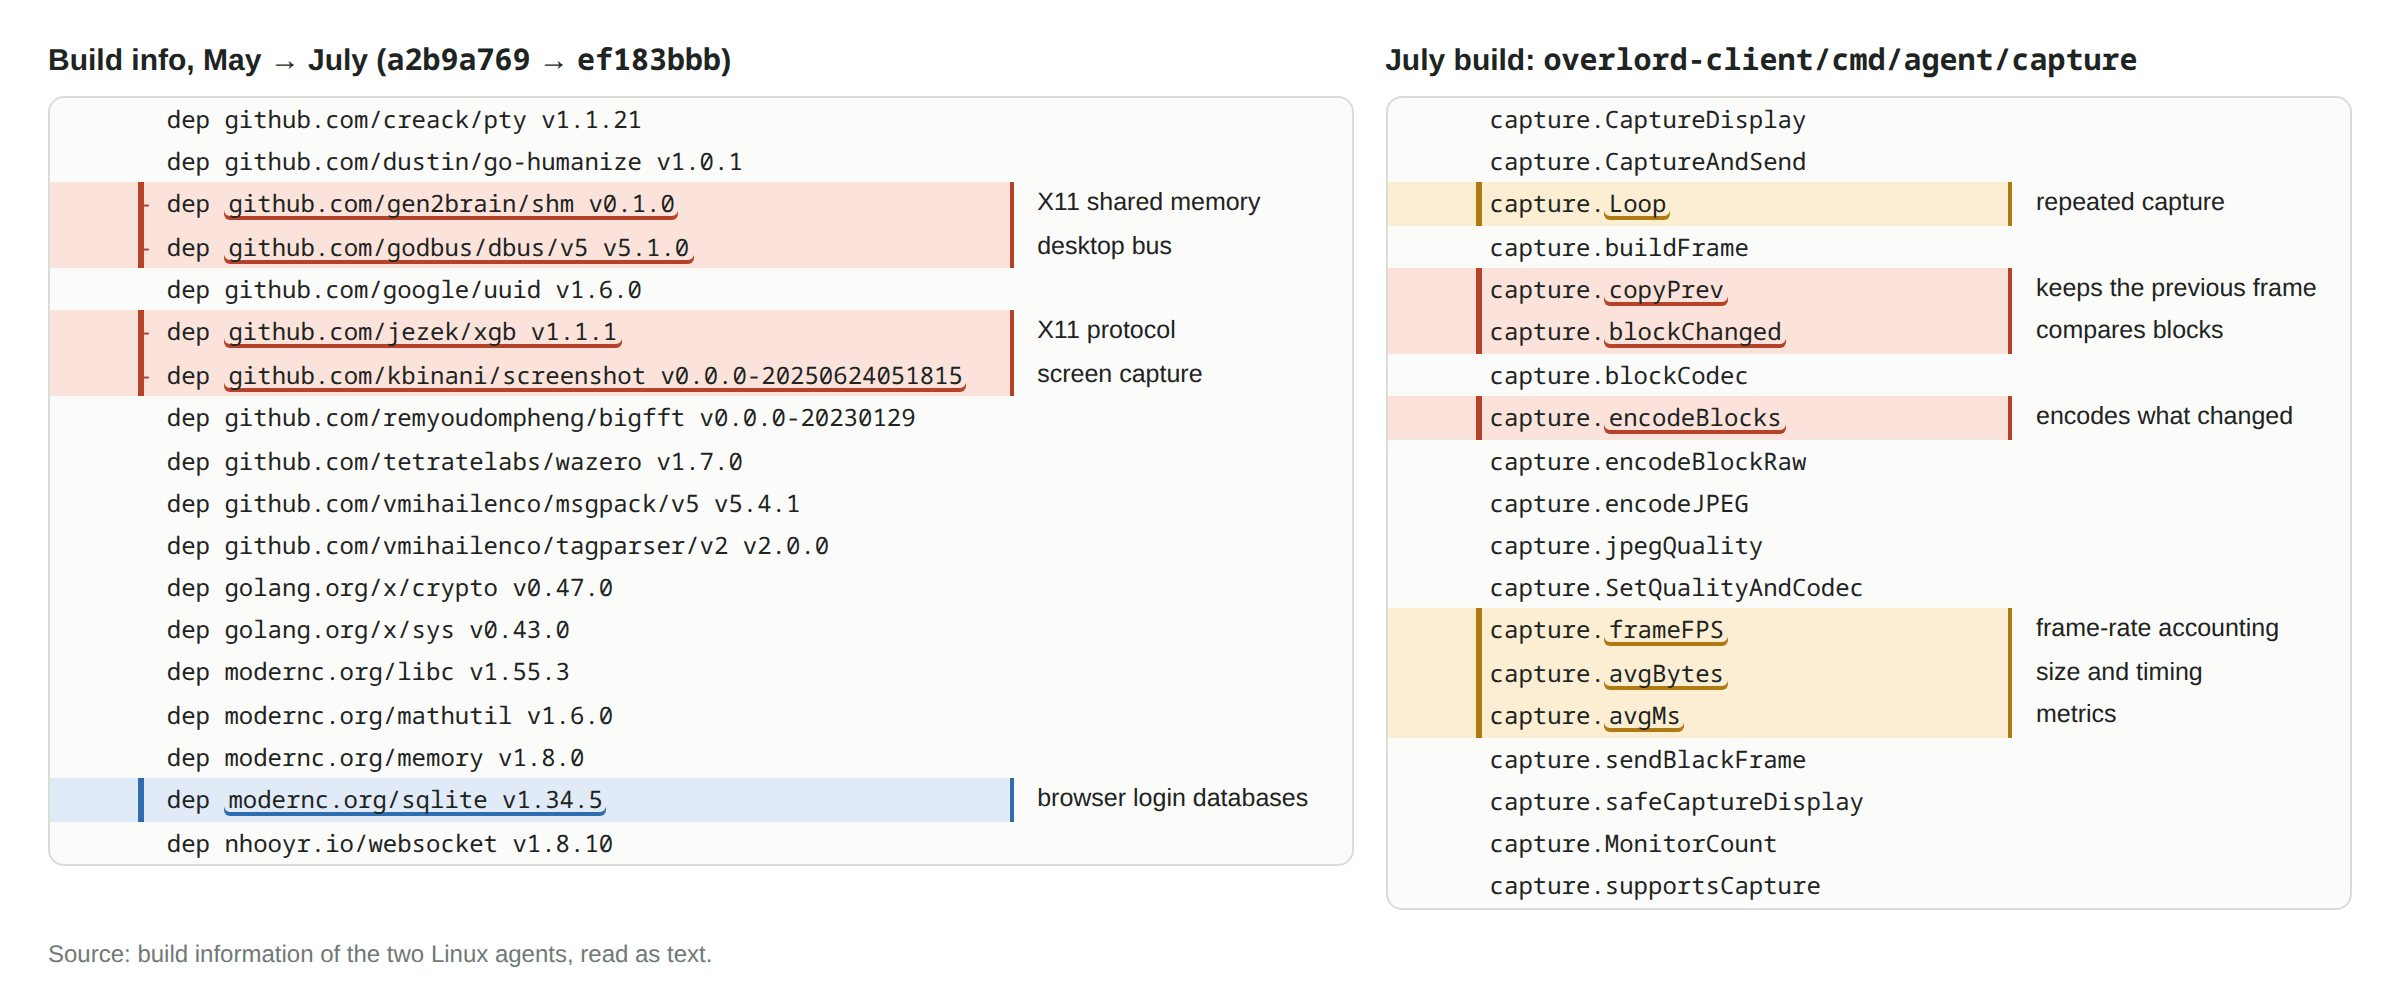 Build info, May → July (a2b9a769 → ef183bbb)
dep github.com/creack/pty v1.1.21
dep github.com/dustin/go-humanize v1.0.1
- dep github.com/gen2brain/shm v0.1.0 X11 shared memory
- dep github.com/godbus/dbus/v5 v5.1.0 desktop bus
dep github.com/google/uuid v1.6.0
- dep github.com/jezek/xgb v1.1.1 X11 protocol
- dep github.com/kbinani/screenshot v0.0.0-20250624051815 screen capture
dep github.com/remyoudompheng/bigfft v0.0.0-20230129
dep github.com/tetratelabs/wazero v1.7.0
dep github.com/vmihailenco/msgpack/v5 v5.4.1
dep github.com/vmihailenco/tagparser/v2 v2.0.0
dep golang.org/x/crypto v0.47.0
dep golang.org/x/sys v0.43.0
dep modernc.org/libc v1.55.3
dep modernc.org/mathutil v1.6.0
dep modernc.org/memory v1.8.0
dep modernc.org/sqlite v1.34.5 browser login databases
dep nhooyr.io/websocket v1.8.10
July build: overlord-client/cmd/agent/capture
capture.CaptureDisplay
capture.CaptureAndSend
capture.Loop repeated capture
capture.buildFrame
capture.copyPrev keeps the previous frame
capture.blockChanged compares blocks
capture.blockCodec
capture.encodeBlocks encodes what changed
capture.encodeBlockRaw
capture.encodeJPEG
capture.jpegQuality
capture.SetQualityAndCodec
capture.frameFPS frame-rate accounting
capture.avgBytes size and timing
capture.avgMs metrics
capture.sendBlackFrame
capture.safeCaptureDisplay
capture.MonitorCount
capture.supportsCapture
Source: build information of the two Linux agents, read as text.